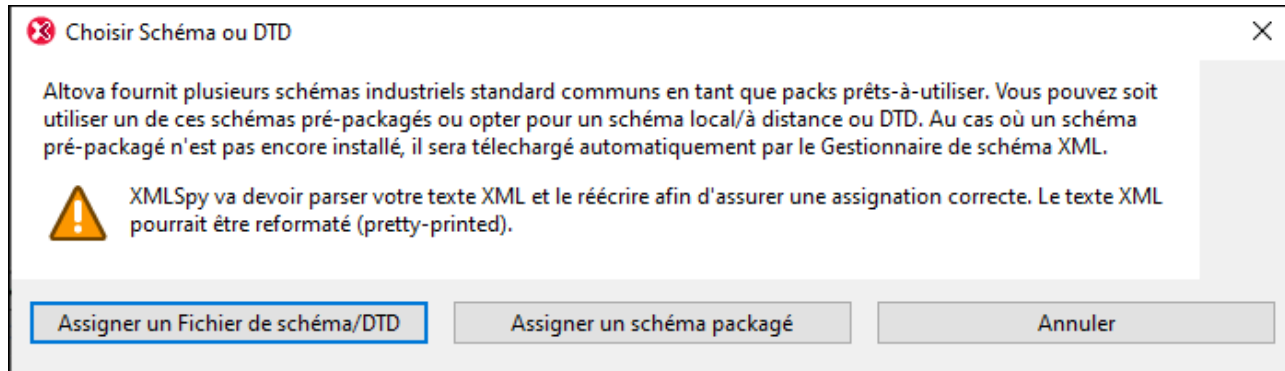 Choisir Schéma ou DTD
Altova fournit plusieurs schémas industriels standard communs en tant que packs prêts-à-utiliser. Vous pouvez soit
utiliser un de ces schémas pré-packagés ou opter pour un schéma local/à distance ou DTD. Au cas où un schéma
pré-packagé n'est pas encore installé, il sera télechargé automatiquement par le Gestionnaire de schéma XML.
XMLSpy va devoir parser votre texte XML et le réécrire afin d'assurer une assignation correcte. Le texte XML
pourrait être reformaté (pretty-printed).
Assigner un Fichier de schéma/DTD
Assigner un schéma packagé
Annuler